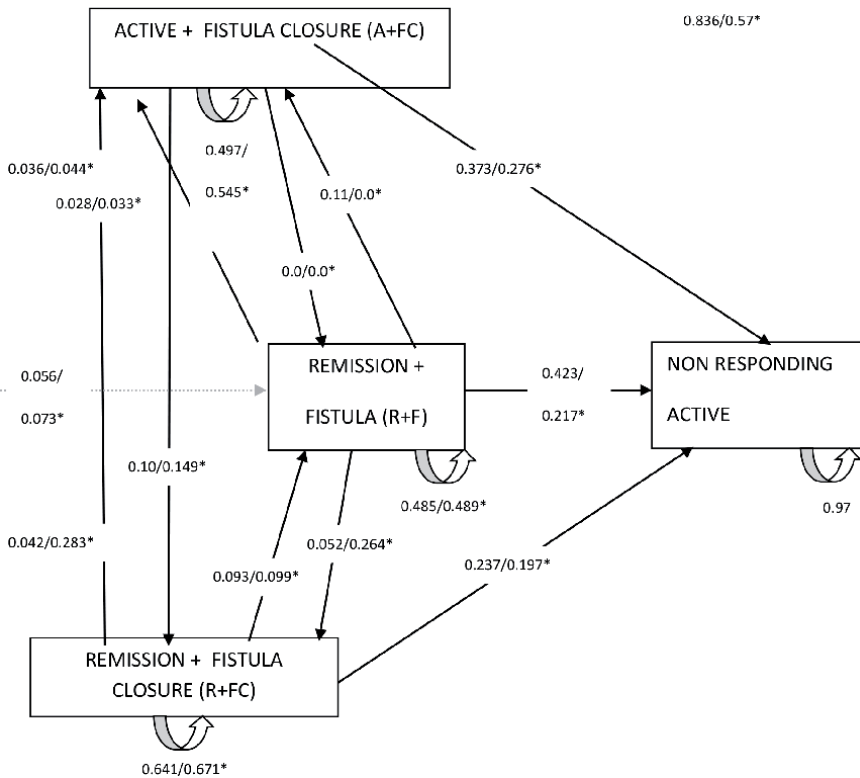 0.836/0.57*
ACTIVE + FISTULA CLOSURE (A+FC)
0.497/
0.545*
0.036/0.044*
0.028/0.033*
0.11/0.0*
0.373/0.276*
0.0/0.0*
REMISSION +
FISTULA (R+F)
NON RESPONDING
ACTIVE
0.056/
0.073*
0.423/
0.217*
0.10/0.149*
0.485/0.489*
0.97
0.042/0.283*
0.093/0.099*
0.052/0.264*
0.237/0.197*
REMISSION + FISTULA
CLOSURE (R+FC)
0.641/0.671*